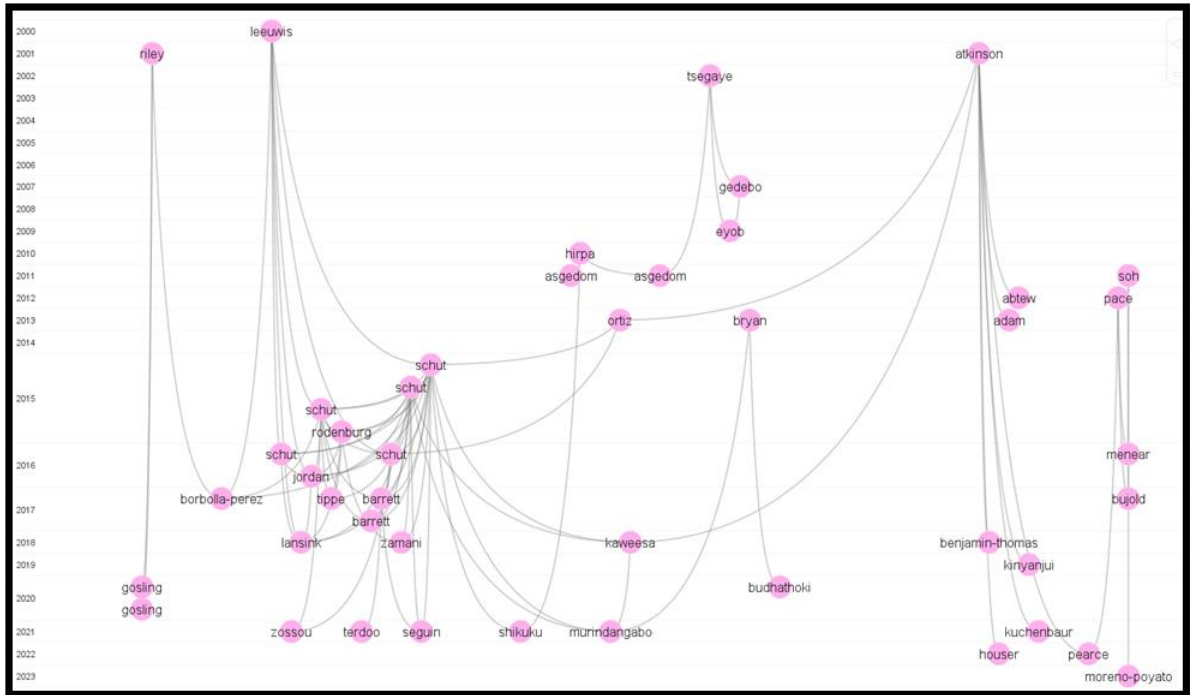 2000 leeuwis
2001 riley atkinson
2002 tsegaye
2003
2004
2005
2006
2007 gedebo
2008
2009 eyob
2010 hirpa
2011 asgedom asgedom soh
2012 abtew pace
2013 ortiz bryan adam
2014
schut
schut
2015 schut
rodenburg
schut schut menear
2016 jordan
borbolla-perez tippe barrett bujold
2017 barrett
2018 lansink zamani kaweesa benjamin-thomas
2019 kinyanjui
gosling budhathoki
2020 gosling
2021 zossou terdoo seguin shikuku murindangabo kuchenbaur
2022 houser pearce
2023 moreno-poyato